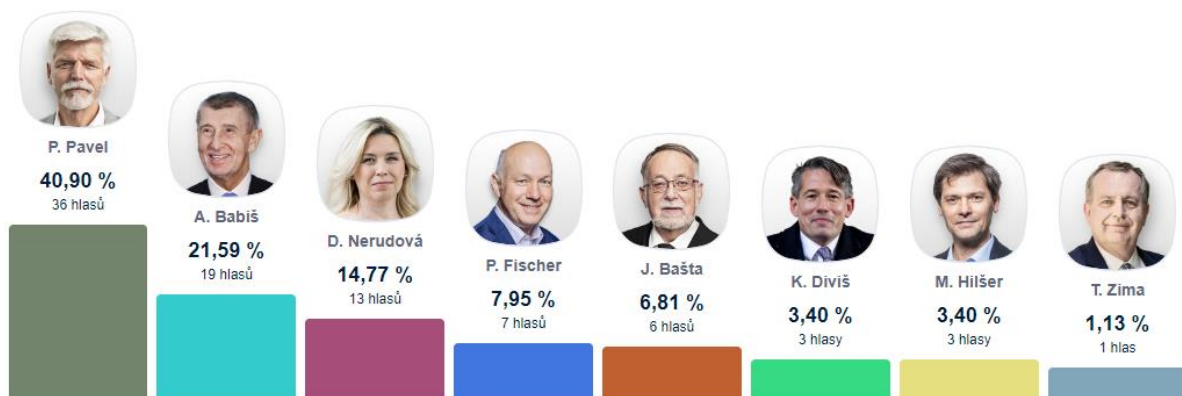 P. Pavel
40,90 %
36 hlasů
A. Babiš
21,59 %
19 hlasů
D. Nerudová
14,77 %
13 hlasů
P. Fischer
7,95 %
7 hlasů
J. Bašta
6,81 %
6 hlasů
K. Diviš
3,40 %
3 hlasy
M. Hilšer
3,40 %
3 hlasy
T. Zima
1,13 %
1 hlas